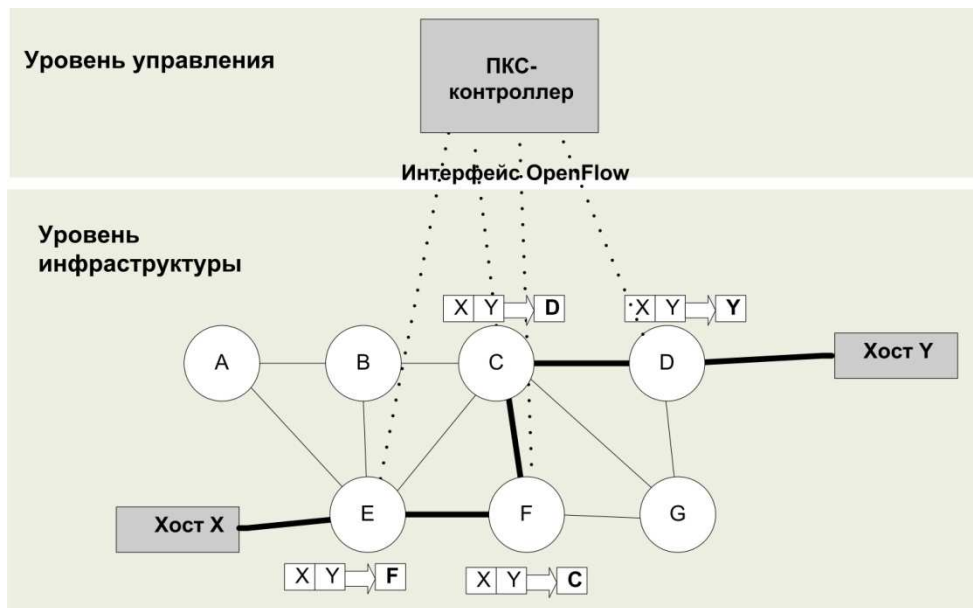 Уровень управления
ПКС-
контроллер
Интерфейс OpenFlow
Уровень
инфраструктуры
X Y D
X Y Y
A
B
C
D
Хост Y
Хост X
E
F
G
X Y F
X Y C